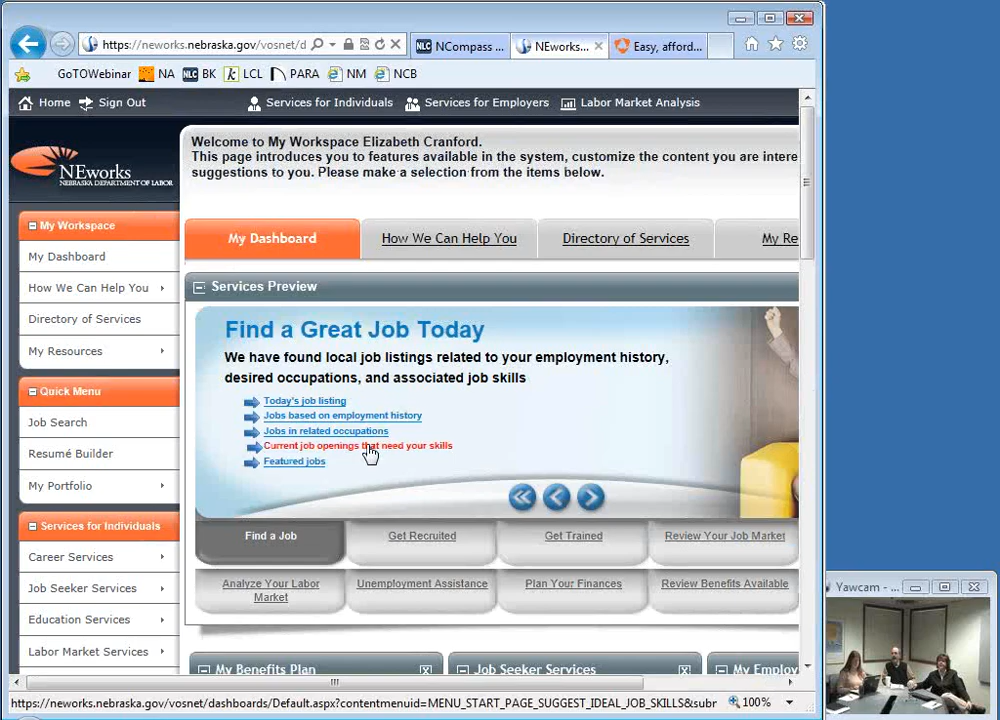 https://neworks.nebraska.gov/vosnet/d
NCompass ...
NEworks...
Easy, afford...
GoTOWebinar
NA
NLC
BK
k
LCL
PARA
NM
NCB
Home
Sign Out
Services for Individuals
Services for Employers
Labor Market Analysis
NEworks
NEBRASKA DEPARTMENT OF LABOR
Welcome to My Workspace Elizabeth Cranford.
This page introduces you to features available in the system, customize the content you are intere
suggestions to you. Please make a selection from the items below.
My Workspace
My Dashboard
How We Can Help You
Directory of Services
My Resources
Quick Menu
Job Search
Resumé Builder
My Portfolio
Services for Individuals
Career Services
Job Seeker Services
Education Services
Labor Market Services
My Dashboard
How We Can Help You
Directory of Services
My Re
Services Preview
Find a Great Job Today
We have found local job listings related to your employment history,
desired occupations, and associated job skills
Today's job listing
Jobs based on employment history
Jobs in related occupations
Current job openings that need your skills
Featured jobs
Find a Job
Get Recruited
Get Trained
Review Your Job Market
Analyze Your Labor
Market
Unemployment Assistance
Plan Your Finances
Review Benefits Available
My Benefits Plan
Job Seeker Services
My Employ
https://neworks.nebraska.gov/vosnet/dashboards/Default.aspx?contentmenuid=MENU_START_PAGE_SUGGEST_IDEAL_JOB_SKILLS&subr
100%
Yawcam - ...